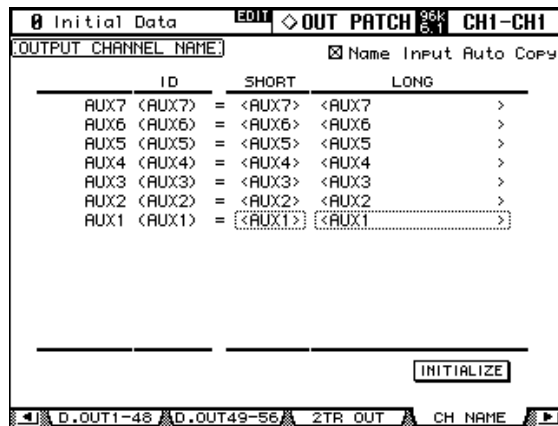 0 Initial Data EDIT ◇OUT PATCH 96k 6.1 CH1-CH1
OUTPUT CHANNEL NAME
☒ Name Input Auto Copy
ID SHORT LONG
AUX7 (AUX7) = <AUX7> <AUX7 >
AUX6 (AUX6) = <AUX6> <AUX6 >
AUX5 (AUX5) = <AUX5> <AUX5 >
AUX4 (AUX4) = <AUX4> <AUX4 >
AUX3 (AUX3) = <AUX3> <AUX3 >
AUX2 (AUX2) = <AUX2> <AUX2 >
AUX1 (AUX1) = <AUX1> <AUX1 >
INITIALIZE
D.OUT1-48 D.OUT49-56 2TR OUT CH NAME